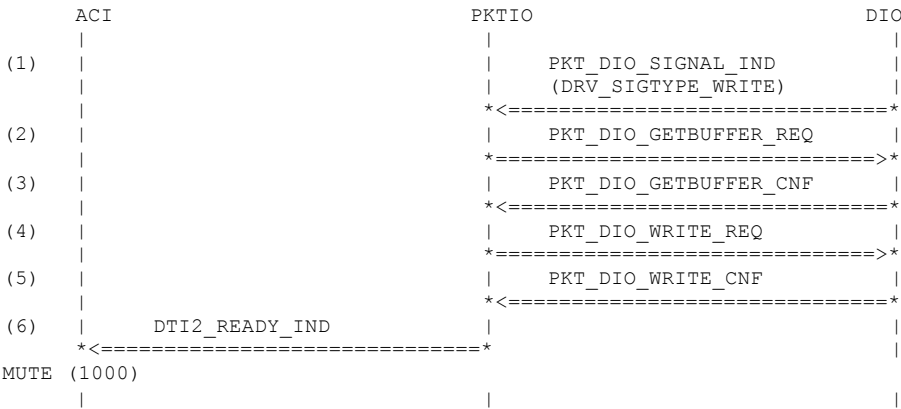 ACI PKTIO DIO
| | |
(1) | | PKT_DIO_SIGNAL_IND |
| | (DRV_SIGTYPE_WRITE) |
| *<==============================*
(2) | | PKT_DIO_GETBUFFER_REQ |
| *==============================>*
(3) | | PKT_DIO_GETBUFFER_CNF |
| *<==============================*
(4) | | PKT_DIO_WRITE_REQ |
| *==============================>*
(5) | | PKT_DIO_WRITE_CNF |
| *<==============================*
(6) | DTI2_READY_IND | |
*<==============================* |
MUTE (1000)
| | |